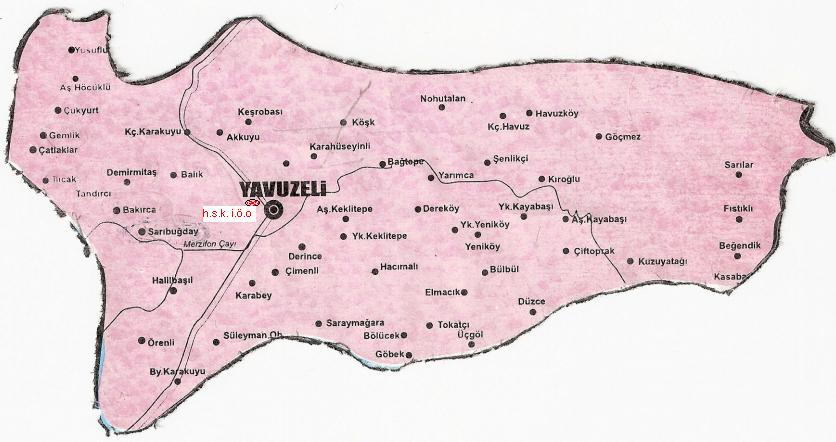 Yusuflu
Aş Höcüklü
Çukyurt
Gemlik
Çatlaklar
Ilıcak
Kç.Karakuyu
Akkuyu
Keşrobası
Köşk
Karahüseyinli
Nohutalan
Kç.Havuz
Havuzköy
Göçmez
Demirmitaş
Balık
Tandırcı
Bakırca
YAVUZELİ
h.s.k. i.ö.o
Bağtepe
Yarımca
Şenlikçi
Kıroğlu
Sarılar
Sarıbuğday
Merzifon Çayı
Aş.Keklitepe
Yk.Keklitepe
Dereköy
Yk.Yeniköy
Yeniköy
Yk.Kayabaşı
Aş.Kayabaşı
Fıstıklı
Derince
Çimenli
Hacımalı
Bülbül
Çiftoprak
Kuzuyatağı
Beğendik
Kasaba
Halilbaşıl
Karabey
Elmacık
Düzce
Örenli
Süleyman Ob
Saraymağara
Bölücek
Tokatçı
Üçgöl
Göbek
By.Karakuyu